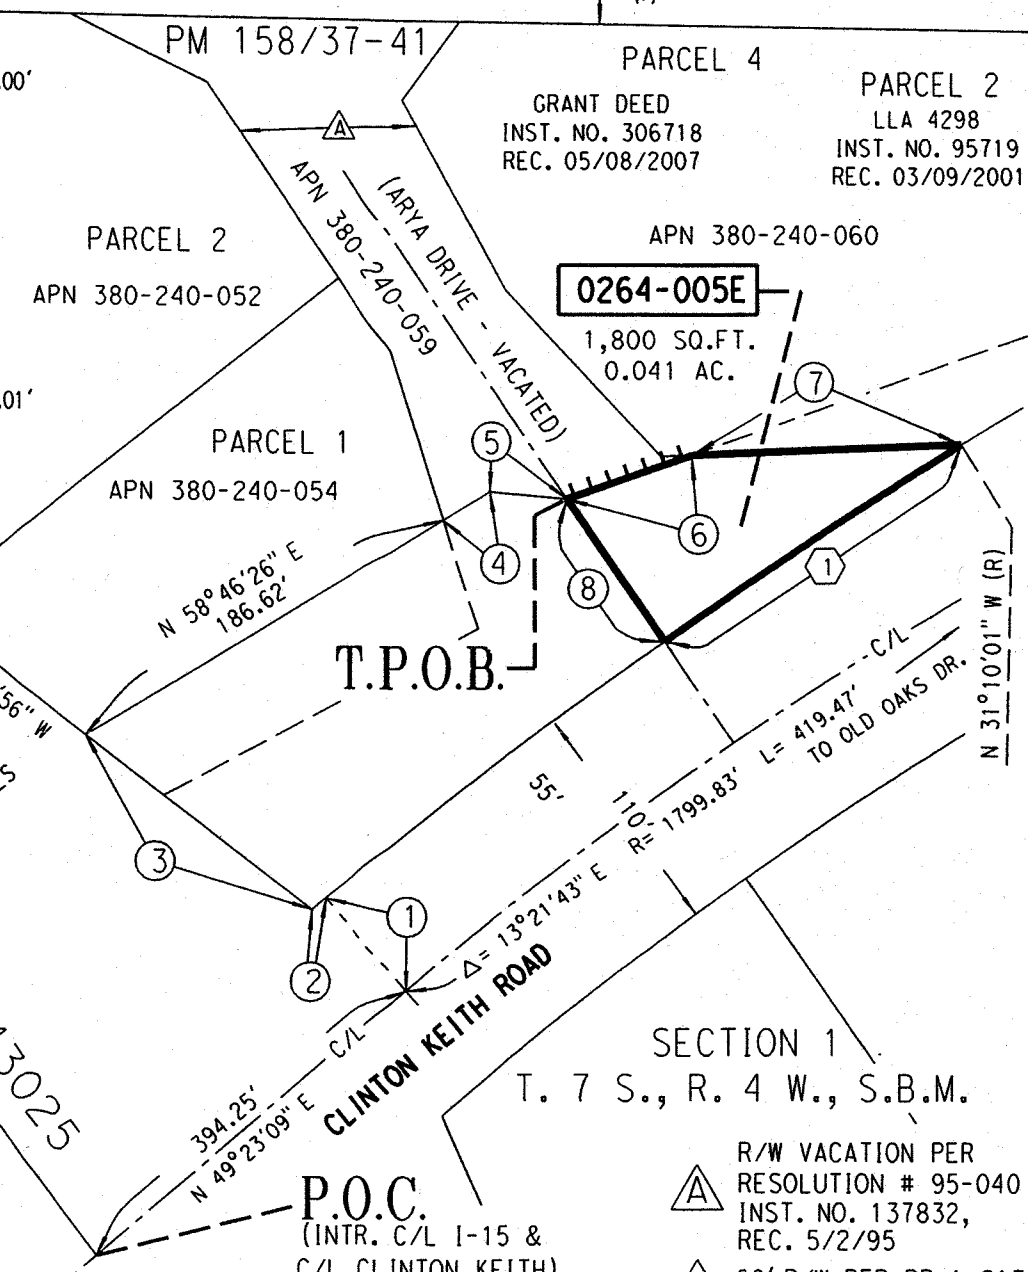 PM 158/37-41
.00'
PARCEL 4
GRANT DEED
INST. NO. 306718
REC. 05/08/2007
PARCEL 2
LLA 4298
INST. NO. 95719
REC. 03/09/2001
A
APN 380-240-059
(ARYA DRIVE - VACATED)
PARCEL 2
APN 380-240-052
APN 380-240-060
0264-005E
1,800 SQ.FT.
0.041 AC.
.01'
7
PARCEL 1
APN 380-240-054
5
6
4
8
1
N 58°46'26" E
186.62'
T.P.O.B.
C/L
N 31°10'01" W (R)
'56" W
L= 419.47'
TO OLD OAKS DR.
55'
110'
R= 1799.83'
3
1
2
Δ= 13°21'43" E
C/L
CLINTON KEITH ROAD
394.25'
N 49°23'09" E
13025
SECTION 1
T. 7 S., R. 4 W., S.B.M.
P.O.C.
(INTR. C/L I-15 &
C/L CLINTON KEITH)
A
R/W VACATION PER
RESOLUTION # 95-040
INST. NO. 137832,
REC. 5/2/95